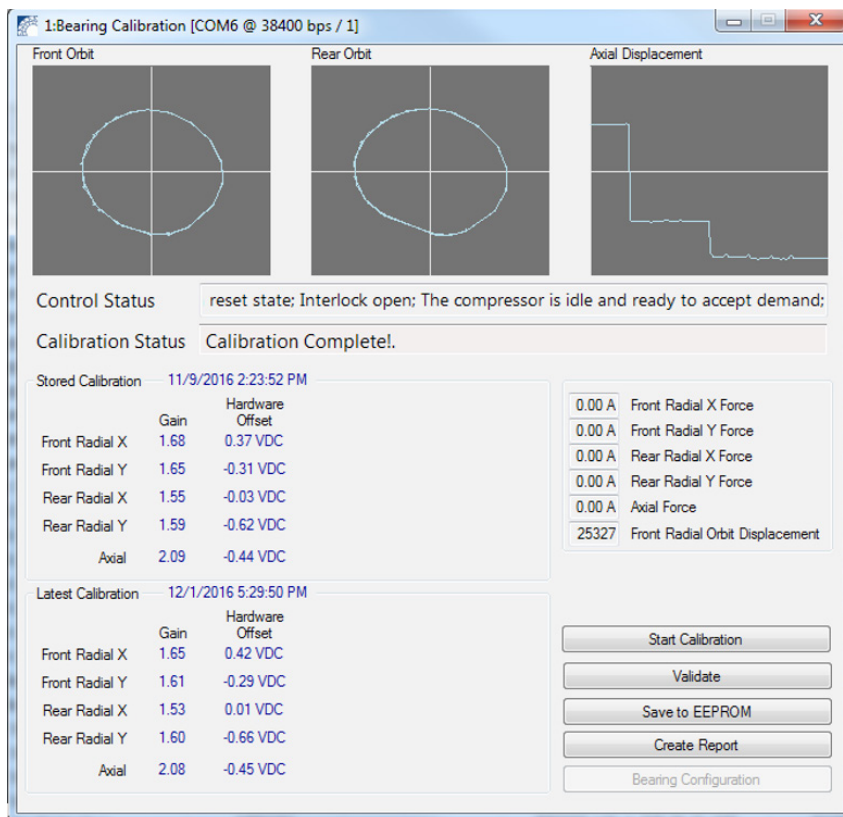 1:Bearing Calibration [COM6 @ 38400 bps / 1]
Front Orbit Rear Orbit Axial Displacement
Control Status reset state; Interlock open; The compressor is idle and ready to accept demand;
Calibration Status Calibration Complete!.
Stored Calibration 11/9/2016 2:23:52 PM
Hardware
Gain Offset
Front Radial X 1.68 0.37 VDC
Front Radial Y 1.65 -0.31 VDC
Rear Radial X 1.55 -0.03 VDC
Rear Radial Y 1.59 -0.62 VDC
Axial 2.09 -0.44 VDC
0.00 A Front Radial X Force
0.00 A Front Radial Y Force
0.00 A Rear Radial X Force
0.00 A Rear Radial Y Force
0.00 A Axial Force
25327 Front Radial Orbit Displacement
Latest Calibration 12/1/2016 5:29:50 PM
Hardware
Gain Offset
Front Radial X 1.65 0.42 VDC
Front Radial Y 1.61 -0.29 VDC
Rear Radial X 1.53 0.01 VDC
Rear Radial Y 1.60 -0.66 VDC
Axial 2.08 -0.45 VDC
Start Calibration
Validate
Save to EEPROM
Create Report
Bearing Configuration